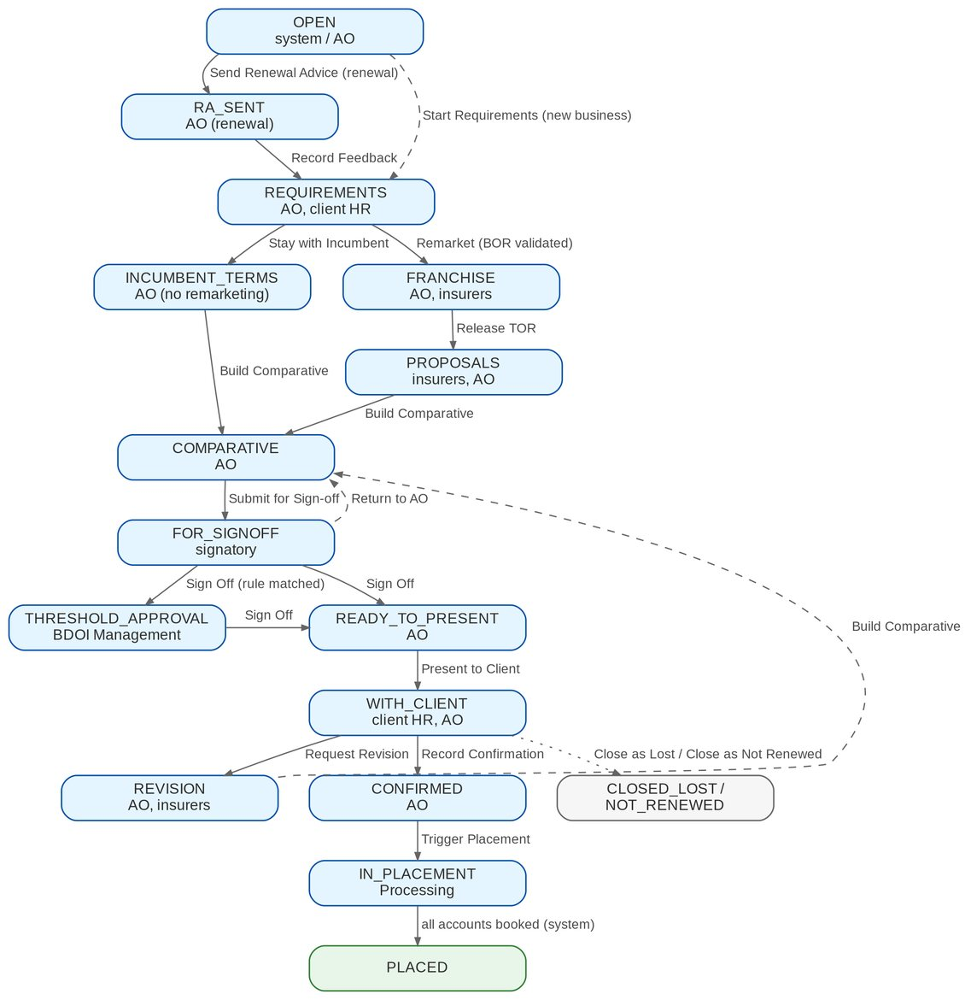 OPEN
system / AO
Send Renewal Advice (renewal)
RA_SENT
AO (renewal)
Start Requirements (new business)
Record Feedback
REQUIREMENTS
AO, client HR
Stay with Incumbent
Remarket (BOR validated)
INCUMBENT_TERMS
AO (no remarketing)
FRANCHISE
AO, insurers
Release TOR
PROPOSALS
insurers, AO
Build Comparative
Build Comparative
COMPARATIVE
AO
Submit for Sign-off
Return to AO
FOR_SIGNOFF
signatory
Sign Off (rule matched)
Sign Off
THRESHOLD_APPROVAL
BDOI Management
Sign Off
READY_TO_PRESENT
AO
Build Comparative
Present to Client
WITH_CLIENT
client HR, AO
Request Revision
Record Confirmation
Close as Lost / Close as Not Renewed
REVISION
AO, insurers
CONFIRMED
AO
CLOSED_LOST /
NOT_RENEWED
Trigger Placement
IN_PLACEMENT
Processing
all accounts booked (system)
PLACED